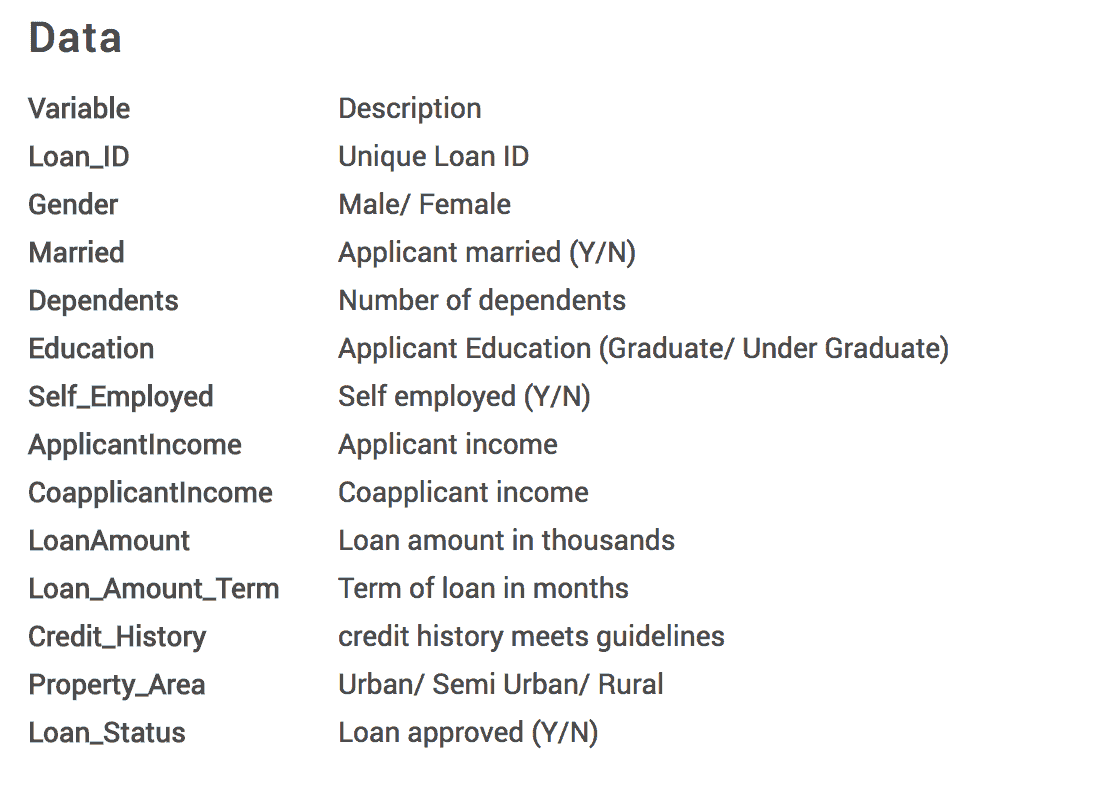 Data
Variable Description
Loan_ID Unique Loan ID
Gender Male/ Female
Married Applicant married (Y/N)
Dependents Number of dependents
Education Applicant Education (Graduate/ Under Graduate)
Self_Employed Self employed (Y/N)
ApplicantIncome Applicant income
CoapplicantIncome Coapplicant income
LoanAmount Loan amount in thousands
Loan_Amount_Term Term of loan in months
Credit_History credit history meets guidelines
Property_Area Urban/ Semi Urban/ Rural
Loan_Status Loan approved (Y/N)